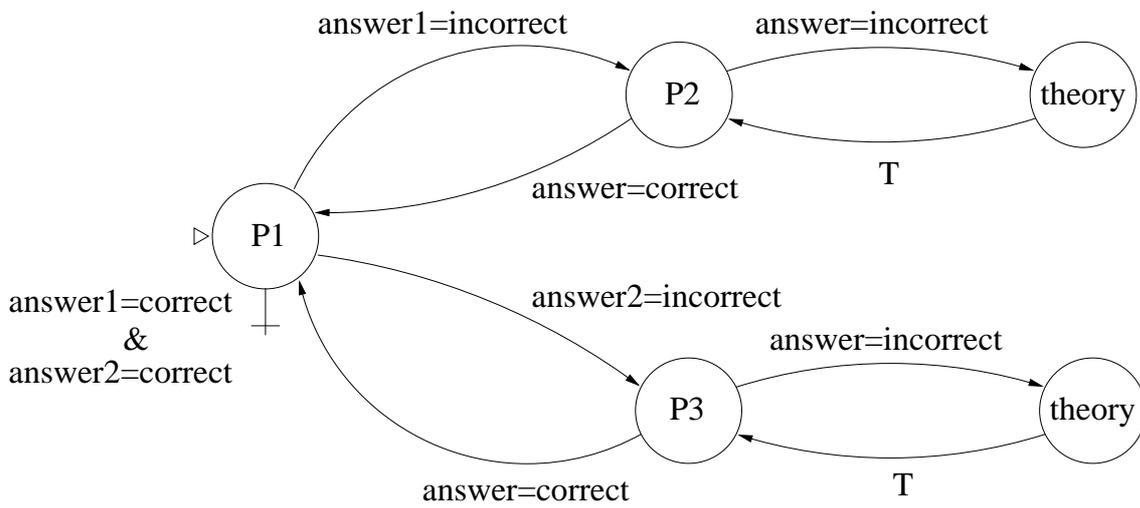 answer1=incorrect
answer=incorrect
P2
theory
T
answer=correct
P1
answer1=correct
&
answer2=correct
answer2=incorrect
answer=incorrect
P3
theory
T
answer=correct